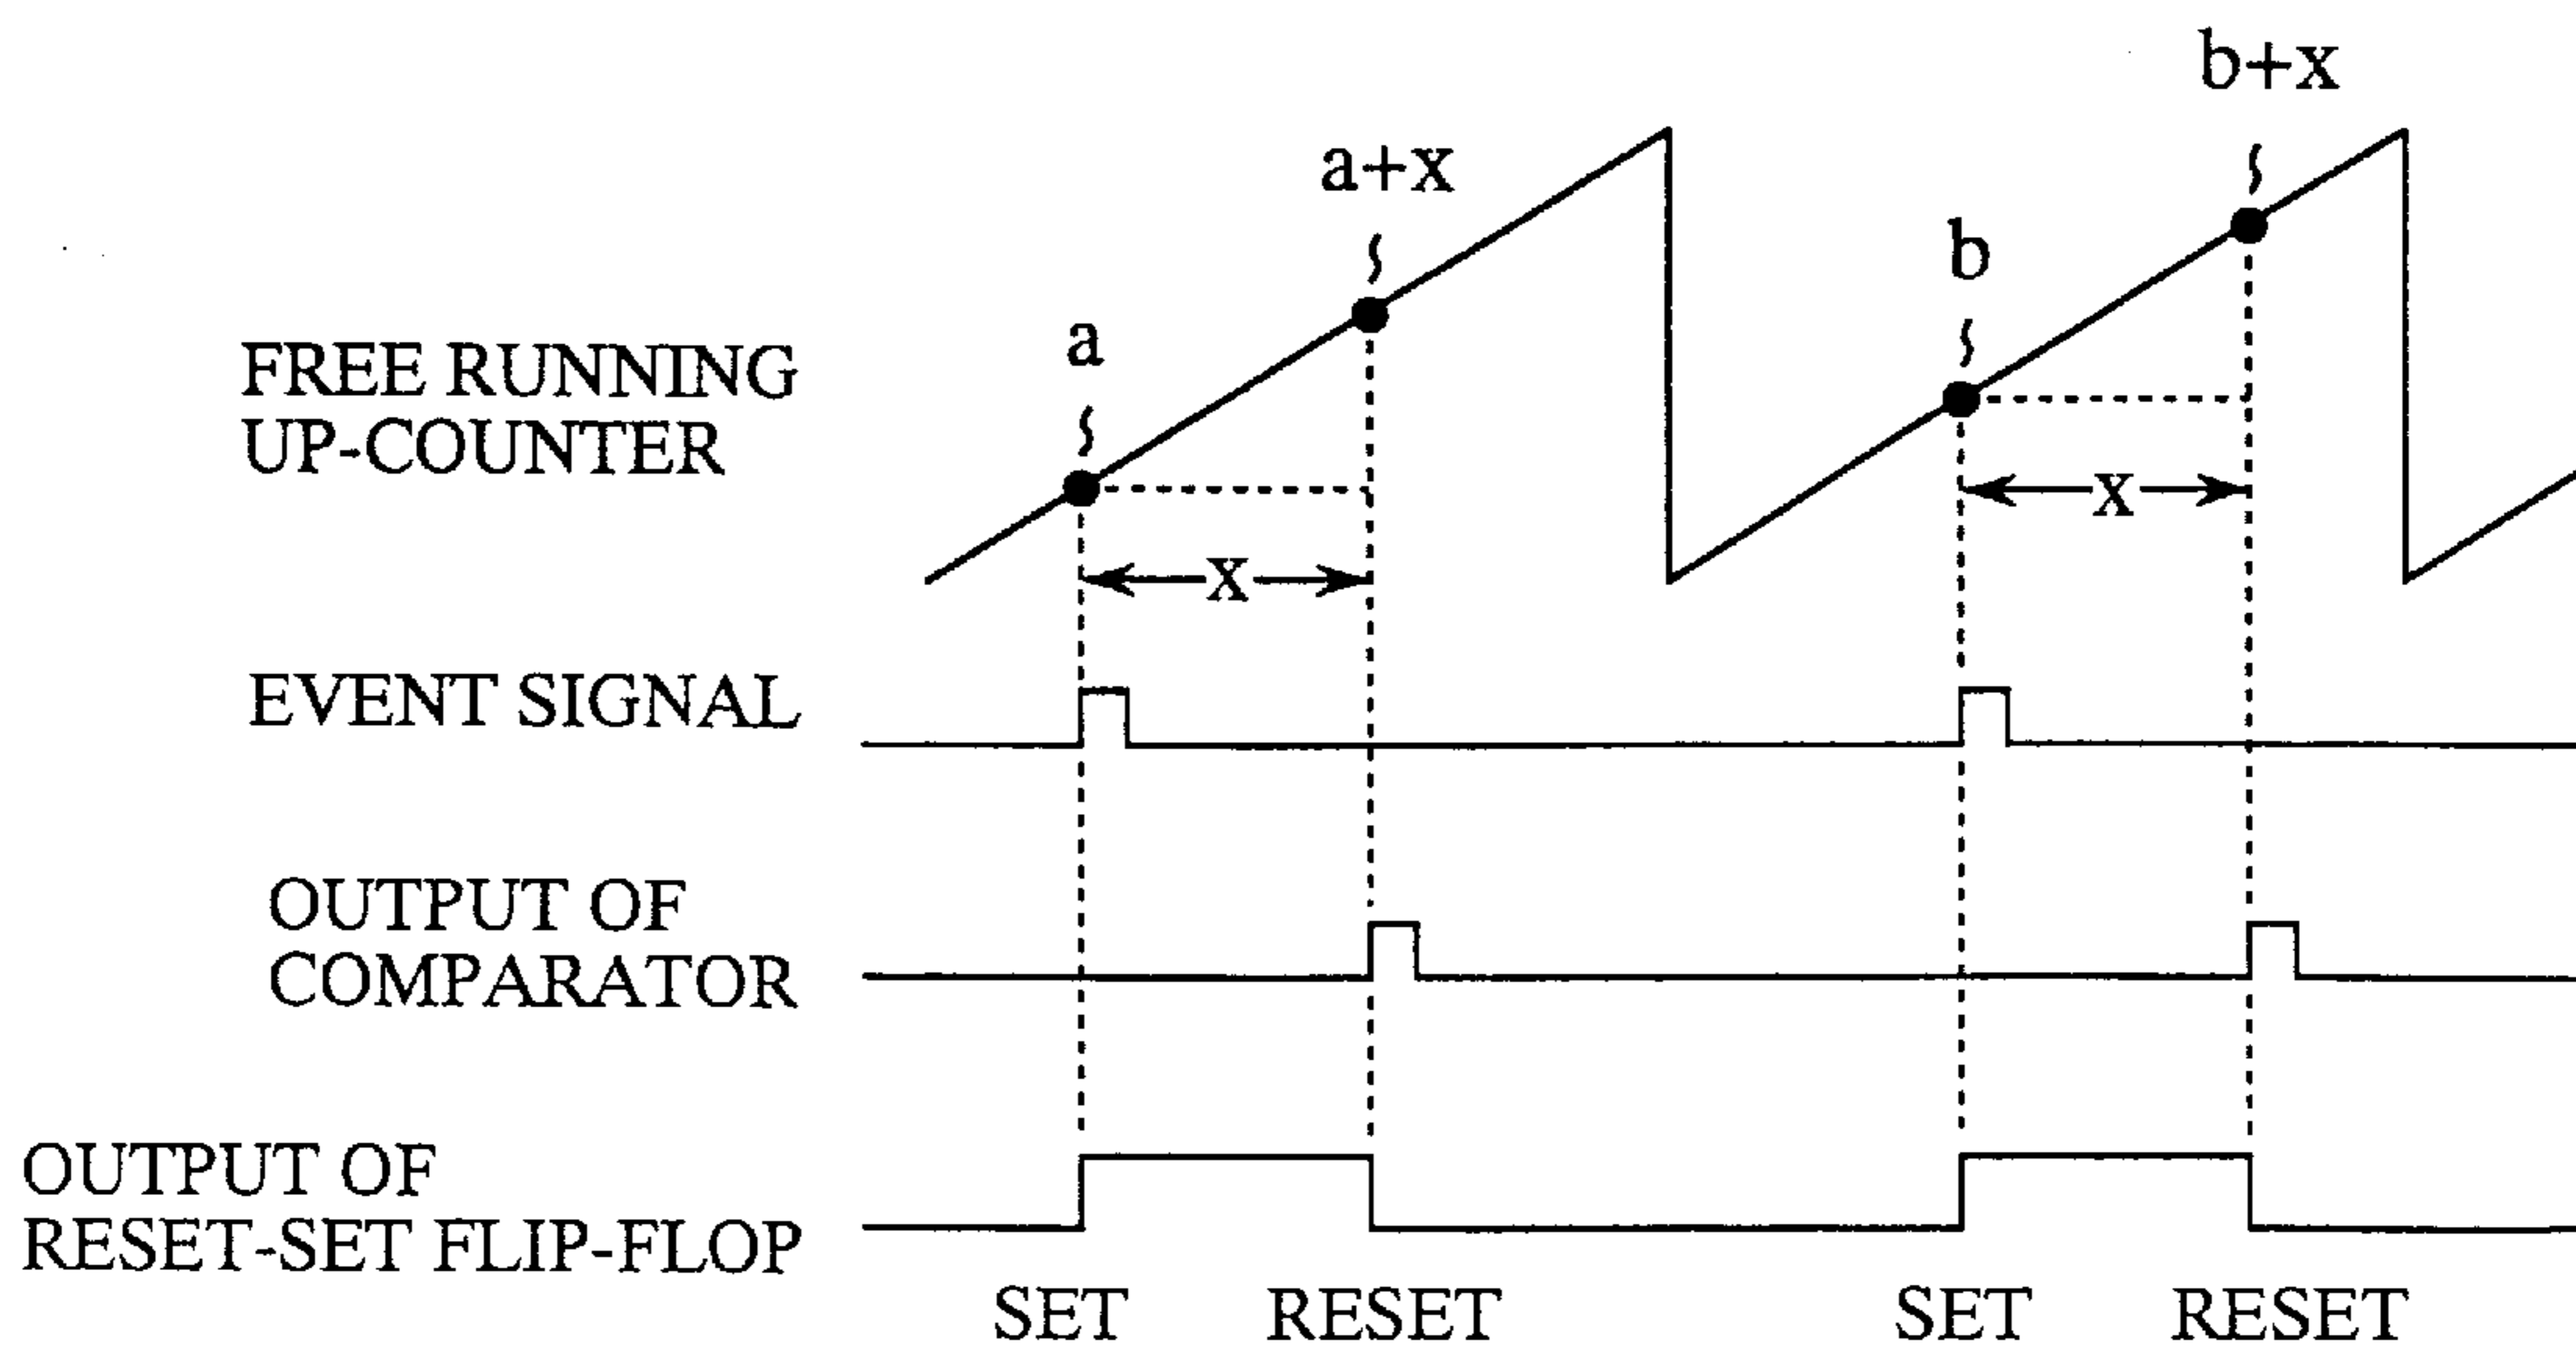 b+x
a+x
b
a
FREE RUNNING
UP-COUNTER
x
x
EVENT SIGNAL
OUTPUT OF
COMPARATOR
OUTPUT OF
RESET-SET FLIP-FLOP
SET RESET SET RESET